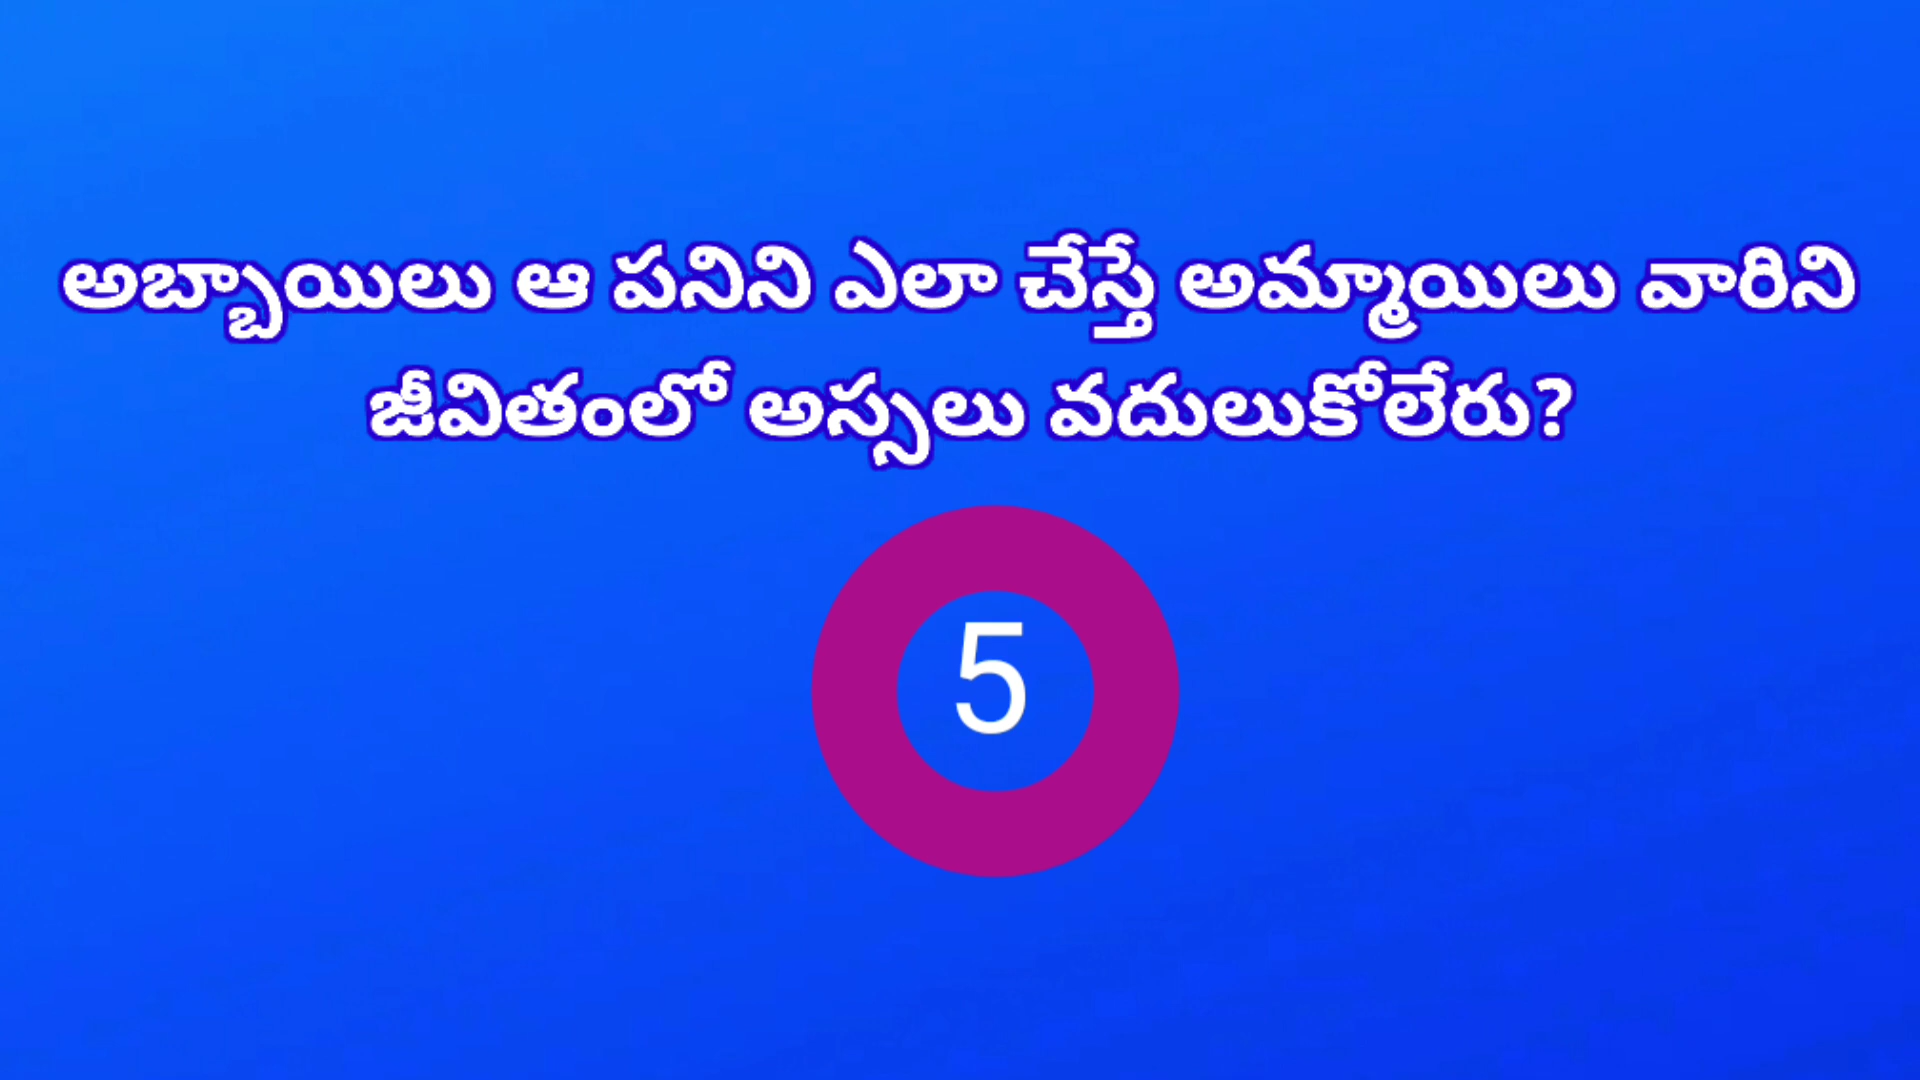 అబ్బాయిలు ఆ పనిని ఎలా చేస్తే అమ్మాయిలు వారిని
జీవితంలో అస్సలు వదులుకోలేరు?
5